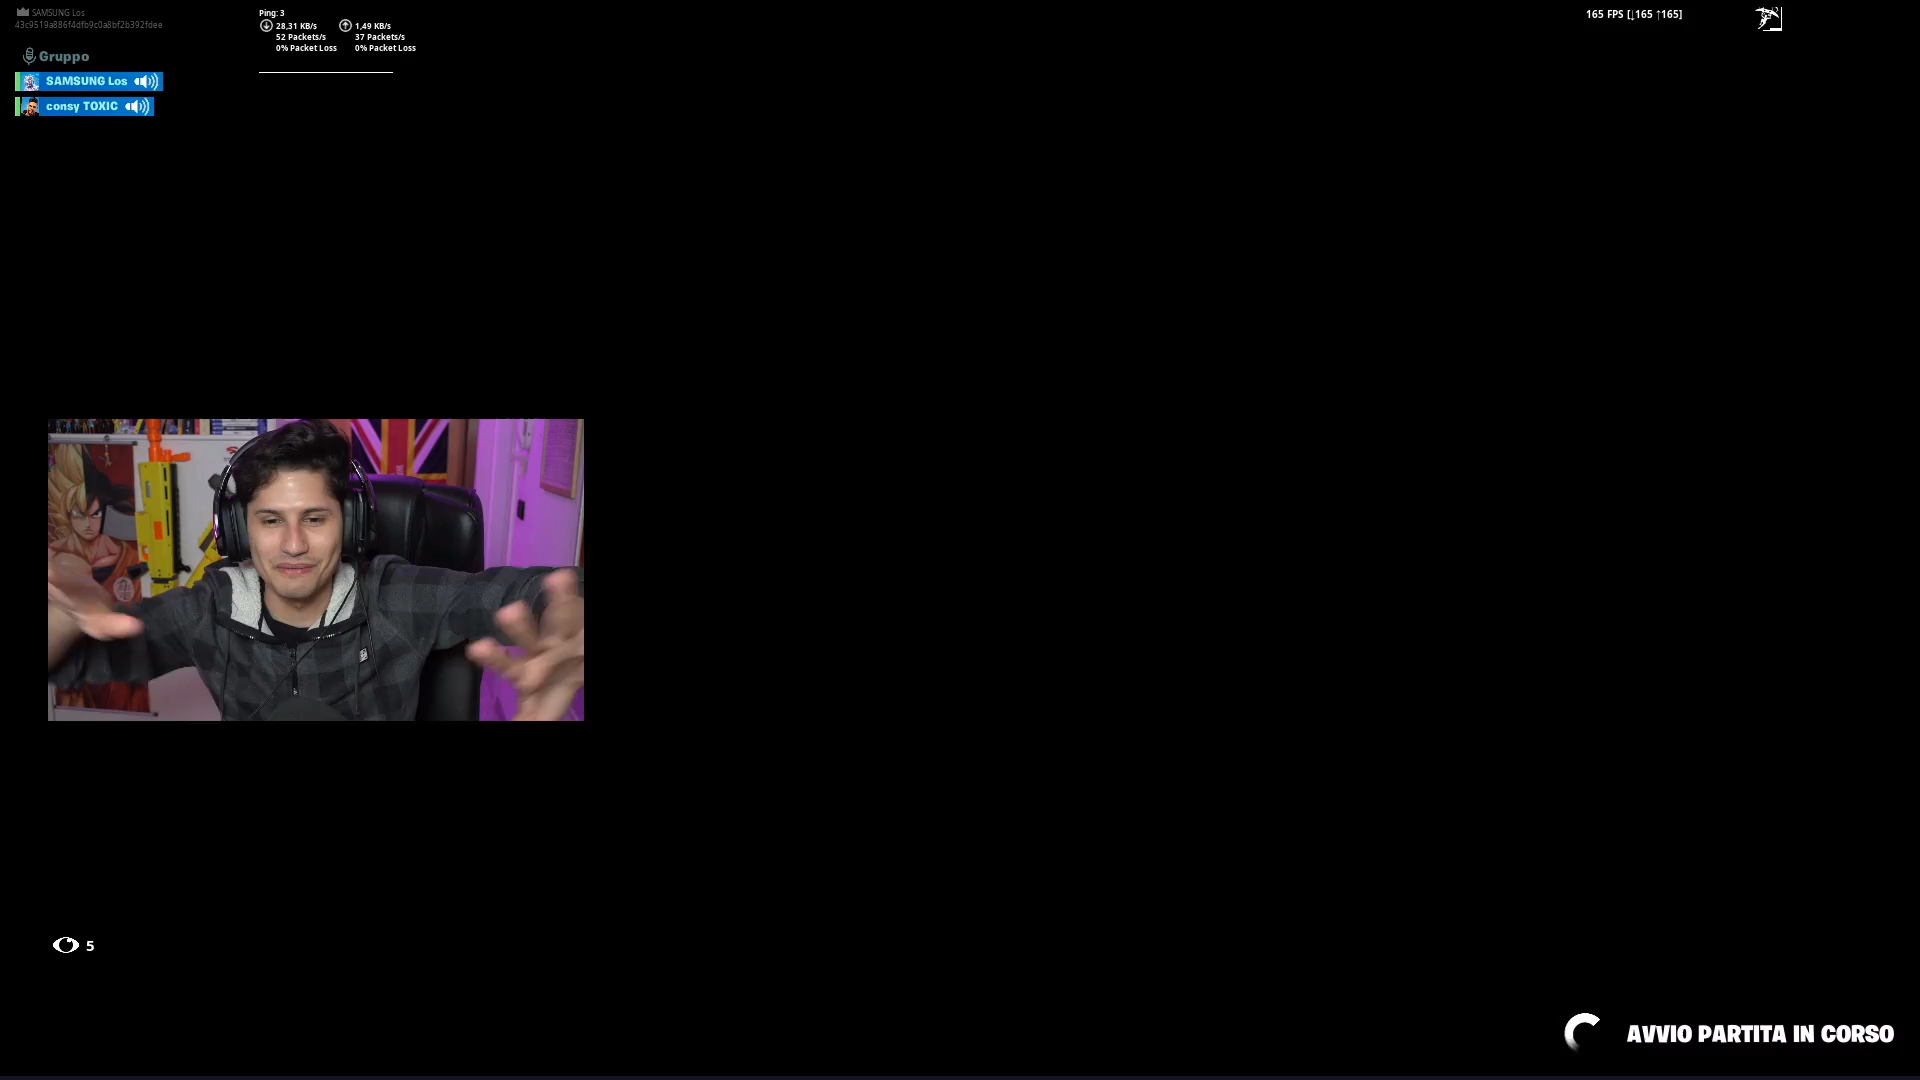 SAMSUNG Los
43c9519a886f4dfb9c0a8bf2b392fdee
Gruppo
SAMSUNG Los
consy TOXIC
Ping: 3
28,31 KB/s 1,49 KB/s
52 Packets/s 37 Packets/s
0% Packet Loss 0% Packet Loss
165 FPS [↓165 ↑165]
5
AVVIO PARTITA IN CORSO